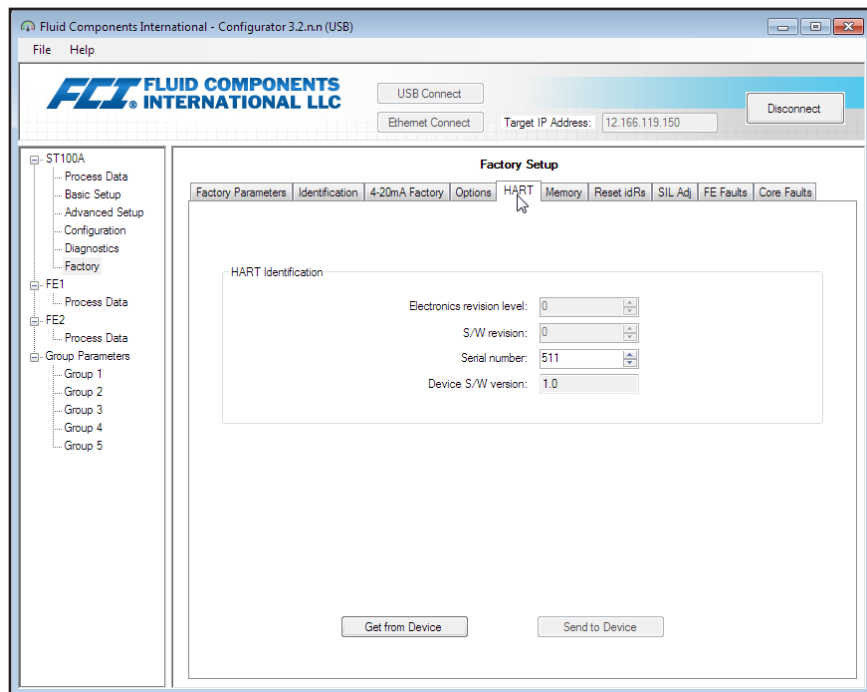 Fluid Components International - Configurator 3.2.n.n (USB)
File Help
FCI. FLUID COMPONENTS
® INTERNATIONAL LLC
USB Connect
Ethernet Connect
Target IP Address: 12.166.119.150
Disconnect
ST100A
Process Data
Basic Setup
Advanced Setup
Configuration
Diagnostics
Factory
FE1
Process Data
FE2
Process Data
Group Parameters
Group 1
Group 2
Group 3
Group 4
Group 5
Factory Setup
Factory Parameters Identification 4-20mA Factory Options HART Memory Reset idRs SIL Adj FE Faults Core Faults
HART Identification
Electronics revision level: 0
S/W revision: 0
Serial number: 511
Device S/W version: 1.0
Get from Device Send to Device